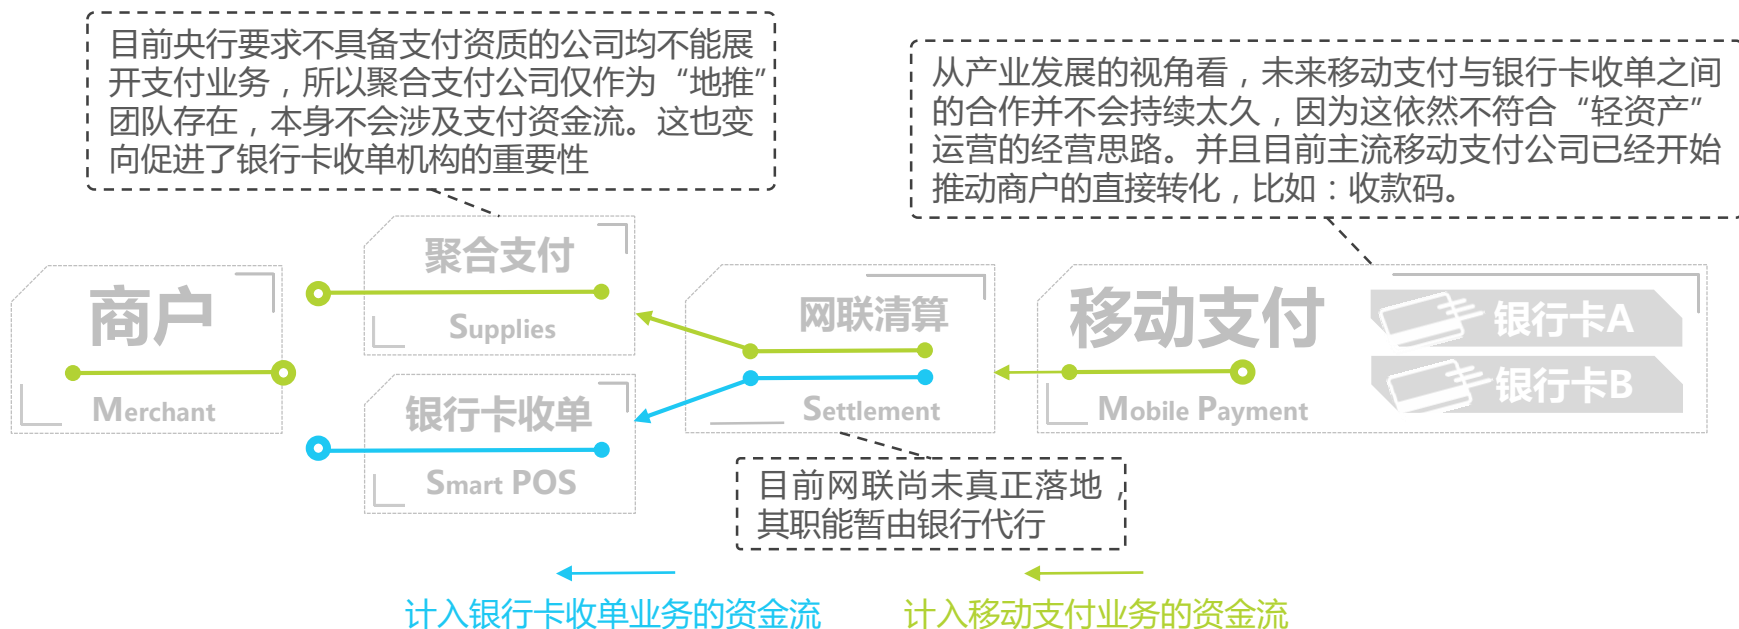 目前央行要求不具备支付资质的公司均不能展
开支付业务，所以聚合支付公司仅作为“地推”
团队存在，本身不会涉及支付资金流。这也变
向促进了银行卡收单机构的重要性
从产业发展的视角看，未来移动支付与银行卡收单之间
的合作并不会持续太久，因为这依然不符合“轻资产”
运营的经营思路。并且目前主流移动支付公司已经开始
推动商户的直接转化，比如：收款码。
商户
Merchant
聚合支付
Supplies
银行卡收单
Smart POS
网联清算
Settlement
移动支付
Mobile Payment
银行卡A
银行卡B
目前网联尚未真正落地，
其职能暂由银行代行
计入银行卡收单业务的资金流
计入移动支付业务的资金流